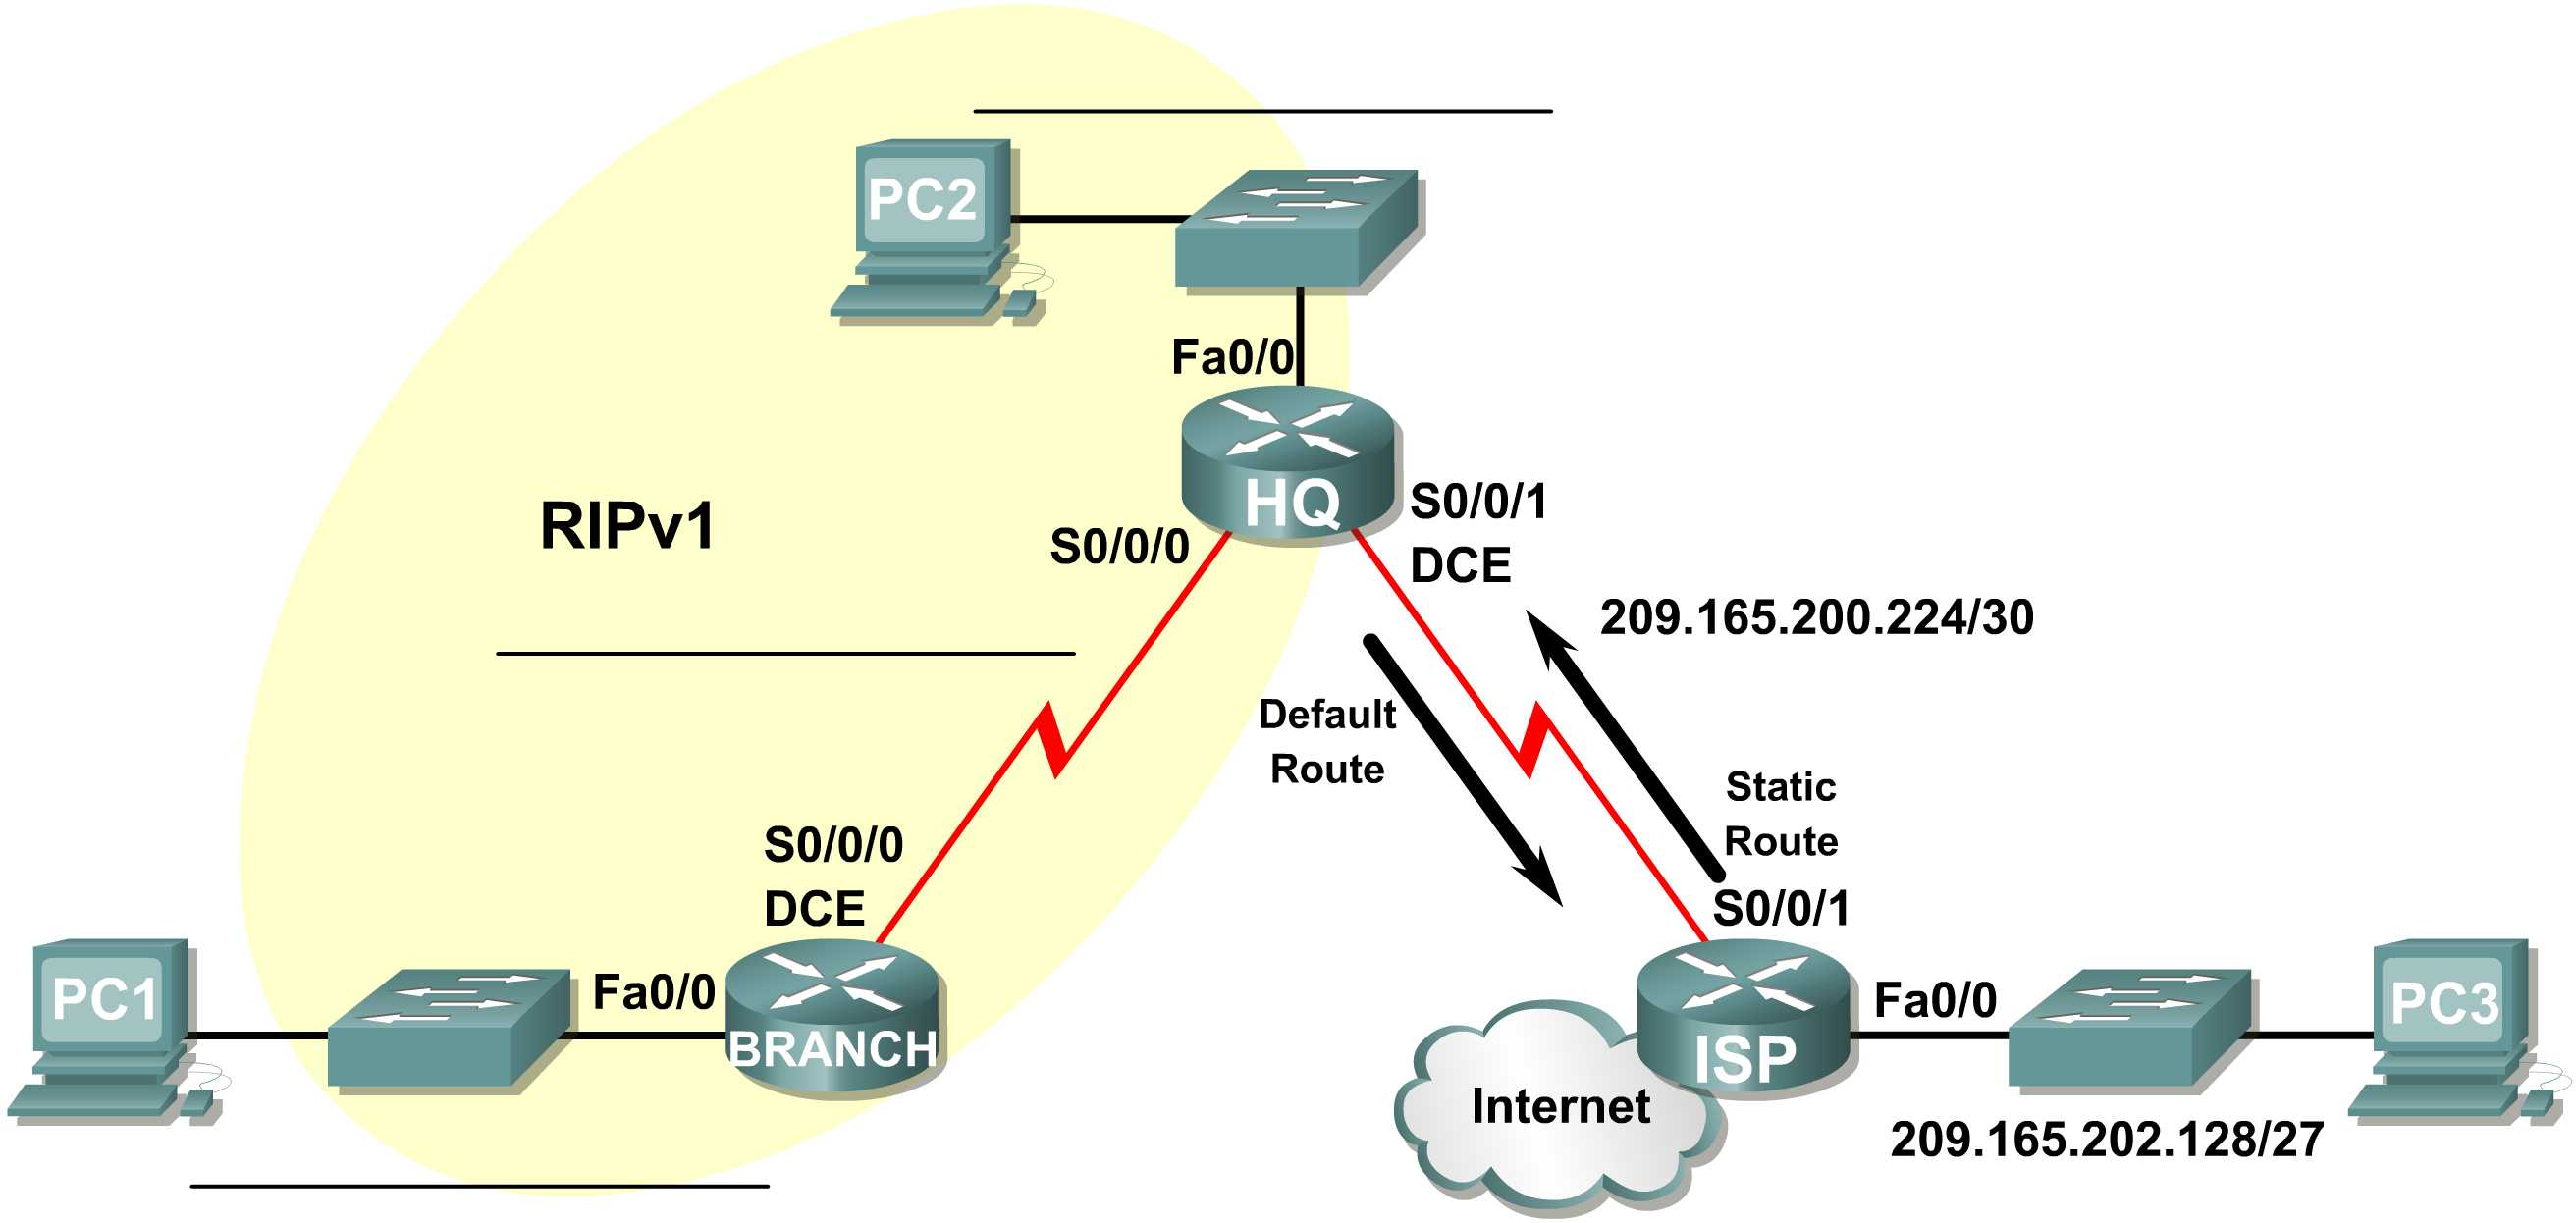 PC2
Fa0/0
HQ
S0/0/1
DCE
RIPv1
S0/0/0
209.165.200.224/30
Default
Route
Static
Route
S0/0/0
DCE
S0/0/1
PC1
Fa0/0
BRANCH
ISP
Fa0/0
PC3
Internet
209.165.202.128/27